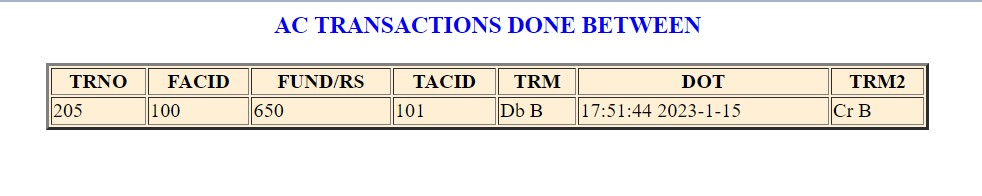 AC TRANSACTIONS DONE BETWEEN
TRNO FACID FUND/RS TACID TRM DOT TRM2
205 100 650 101 Db B 17:51:44 2023-1-15 Cr B